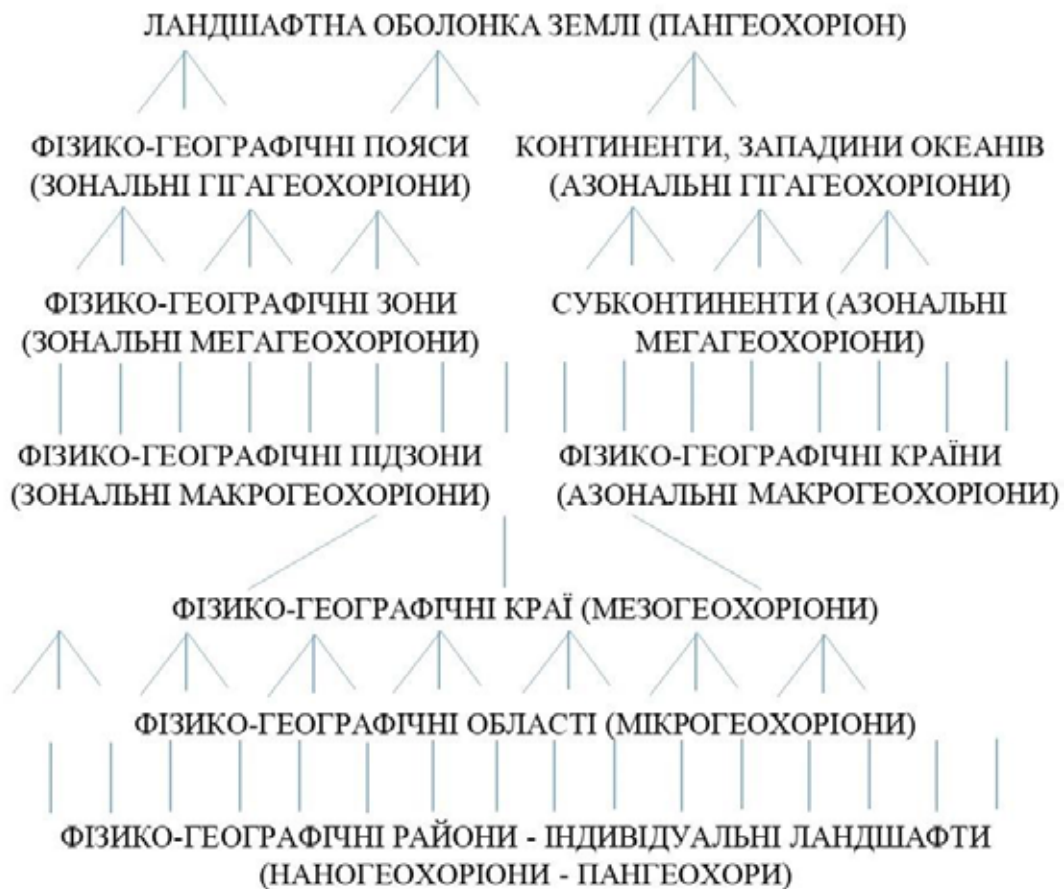 ЛАНДШАФТНА ОБОЛОНКА ЗЕМЛІ (ПАНГЕОХОРІОН)
ФІЗИКО-ГЕОГРАФІЧНІ ПОЯСИ
(ЗОНАЛЬНІ ГІГАГЕОХОРІОНИ)
КОНТИНЕНТИ, ЗАПАДИНИ ОКЕАНІВ
(АЗОНАЛЬНІ ГІГАГЕОХОРІОНИ)
ФІЗИКО-ГЕОГРАФІЧНІ ЗОНИ
(ЗОНАЛЬНІ МЕГАГЕОХОРІОНИ)
СУБКОНТИНЕНТИ (АЗОНАЛЬНІ
МЕГАГЕОХОРІОНИ)
ФІЗИКО-ГЕОГРАФІЧНІ ПІДЗОНИ
(ЗОНАЛЬНІ МАКРОГЕОХОРІОНИ)
ФІЗИКО-ГЕОГРАФІЧНІ КРАЇНИ
(АЗОНАЛЬНІ МАКРОГЕОХОРІОНИ)
ФІЗИКО-ГЕОГРАФІЧНІ КРАЇ (МЕЗОГЕОХОРІОНИ)
ФІЗИКО-ГЕОГРАФІЧНІ ОБЛАСТІ (МІКРОГЕОХОРІОНИ)
ФІЗИКО-ГЕОГРАФІЧНІ РАЙОНИ - ІНДИВІДУАЛЬНІ ЛАНДШАФТИ
(НАНОГЕОХОРІОНИ - ПАНГЕОХОРИ)